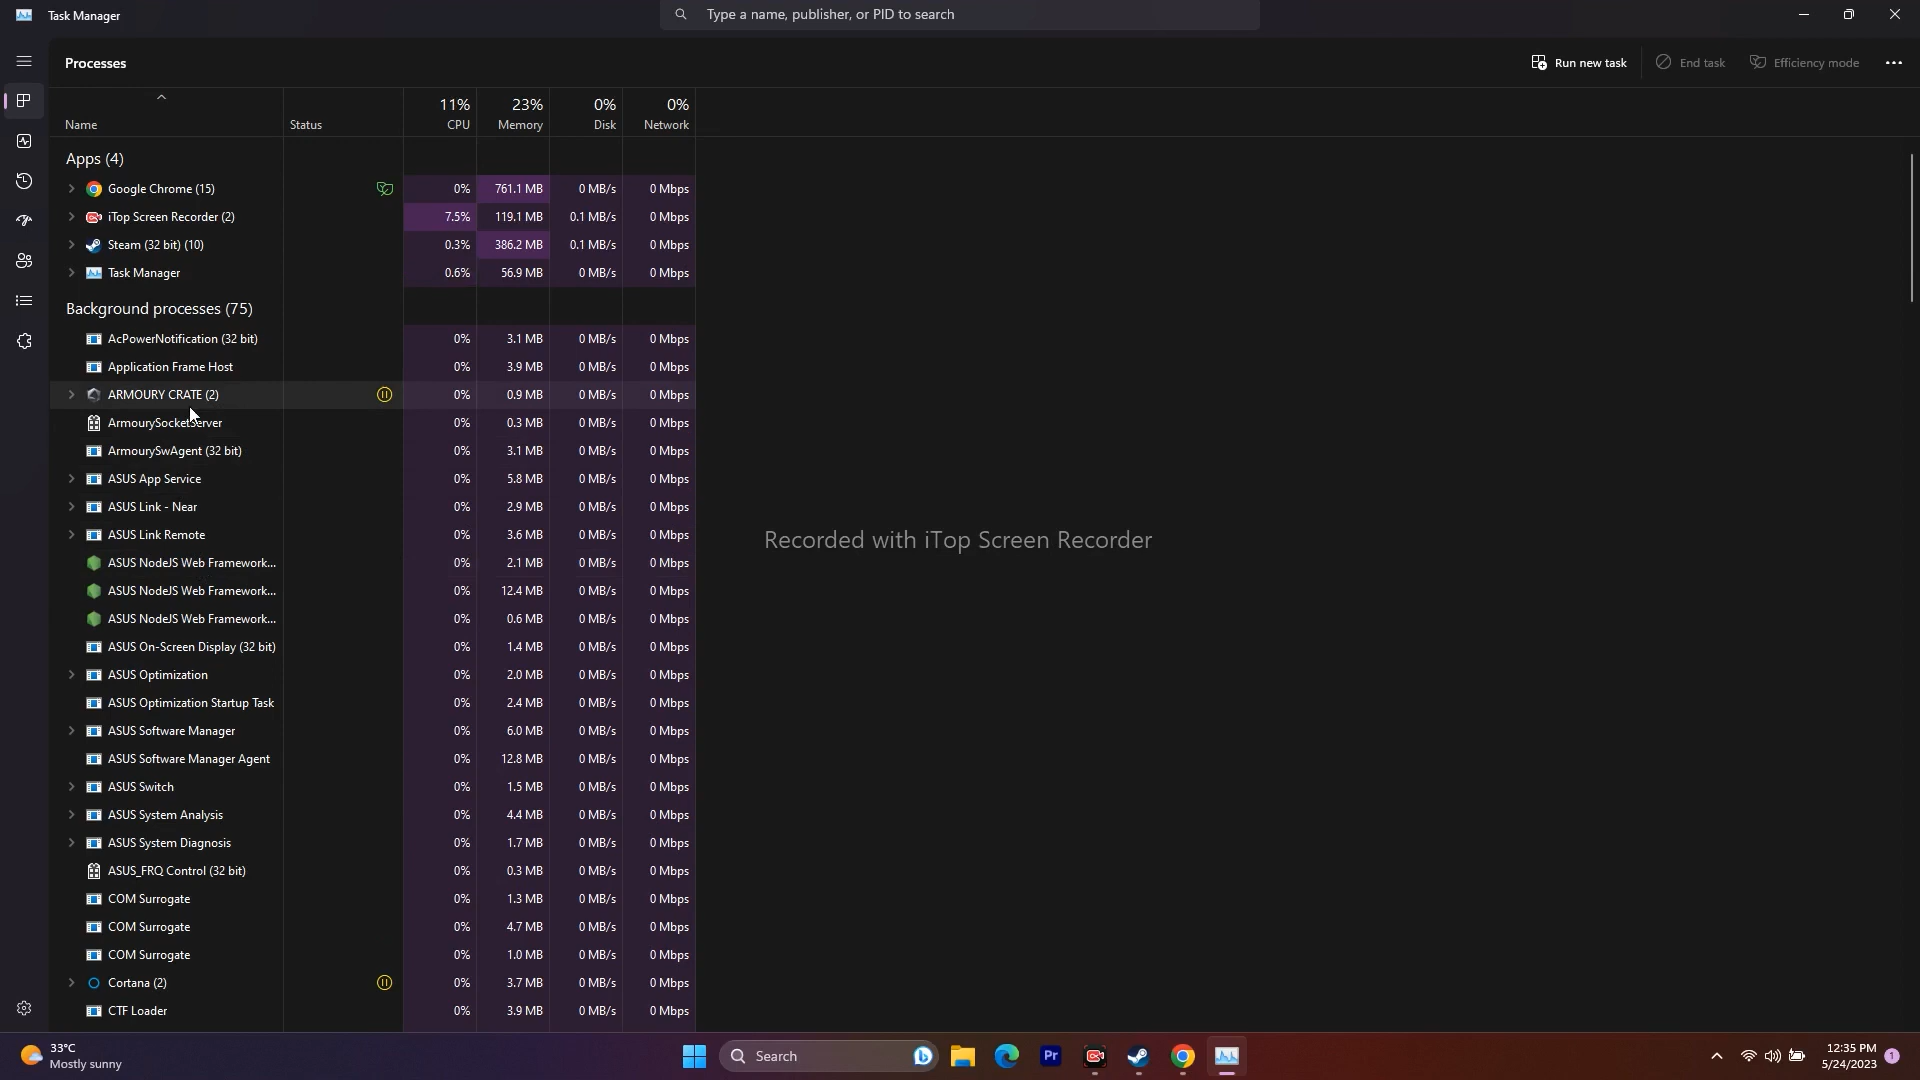 Task Manager
Type a name, publisher, or PID to search
Processes
Run new task
End task
Efficiency mode
11% 23% 0% 0%
Name Status CPU Memory Disk Network
Apps (4)
Google Chrome (15) 0% 761.1 MB 0 MB/s 0 Mbps
iTop Screen Recorder (2) 7.5% 119.1 MB 0.1 MB/s 0 Mbps
Steam (32 bit) (10) 0.3% 386.2 MB 0.1 MB/s 0 Mbps
Task Manager 0.6% 56.9 MB 0 MB/s 0 Mbps
Background processes (75)
AcPowerNotification (32 bit) 0% 3.1 MB 0 MB/s 0 Mbps
Application Frame Host 0% 3.9 MB 0 MB/s 0 Mbps
ARMOURY CRATE (2) 0% 0.9 MB 0 MB/s 0 Mbps
ArmourySocketServer 0% 0.3 MB 0 MB/s 0 Mbps
ArmourySwAgent (32 bit) 0% 3.1 MB 0 MB/s 0 Mbps
ASUS App Service 0% 5.8 MB 0 MB/s 0 Mbps
ASUS Link - Near 0% 2.9 MB 0 MB/s 0 Mbps
ASUS Link Remote 0% 3.6 MB 0 MB/s 0 Mbps
ASUS NodeJS Web Framework... 0% 2.1 MB 0 MB/s 0 Mbps
ASUS NodeJS Web Framework... 0% 12.4 MB 0 MB/s 0 Mbps
ASUS NodeJS Web Framework... 0% 0.6 MB 0 MB/s 0 Mbps
ASUS On-Screen Display (32 bit) 0% 1.4 MB 0 MB/s 0 Mbps
ASUS Optimization 0% 2.0 MB 0 MB/s 0 Mbps
ASUS Optimization Startup Task 0% 2.4 MB 0 MB/s 0 Mbps
ASUS Software Manager 0% 6.0 MB 0 MB/s 0 Mbps
ASUS Software Manager Agent 0% 12.8 MB 0 MB/s 0 Mbps
ASUS Switch 0% 1.5 MB 0 MB/s 0 Mbps
ASUS System Analysis 0% 4.4 MB 0 MB/s 0 Mbps
ASUS System Diagnosis 0% 1.7 MB 0 MB/s 0 Mbps
ASUS_FRQ Control (32 bit) 0% 0.3 MB 0 MB/s 0 Mbps
COM Surrogate 0% 1.3 MB 0 MB/s 0 Mbps
COM Surrogate 0% 4.7 MB 0 MB/s 0 Mbps
COM Surrogate 0% 1.0 MB 0 MB/s 0 Mbps
Cortana (2) 0% 3.7 MB 0 MB/s 0 Mbps
CTF Loader 0% 3.9 MB 0 MB/s 0 Mbps
Recorded with iTop Screen Recorder
33°C
Mostly sunny
Search
Pr
12:35 PM
5/24/2023
1